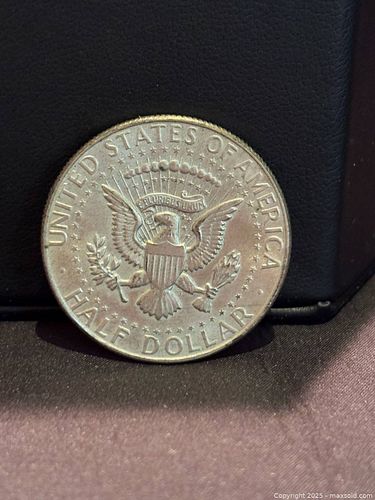 UNITED STATES OF AMERICA
E PLURIBUS UNUM
HALF DOLLAR
Copyright 2025 - maxsold.com